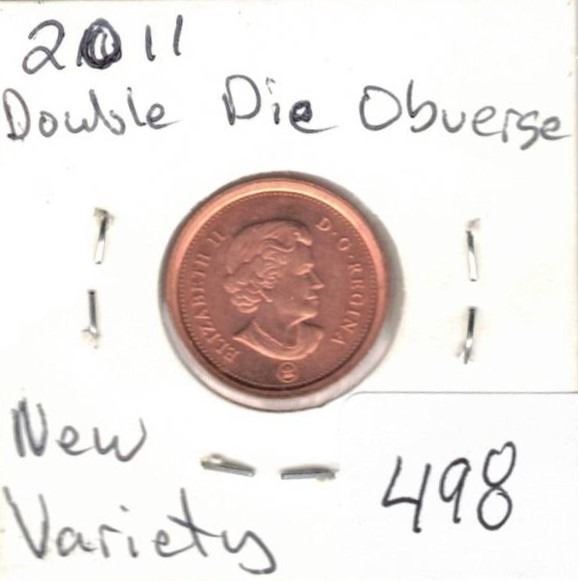 2011
Double Die Obverse
ELIZABETH II D·G·REGINA
New
Variety
498